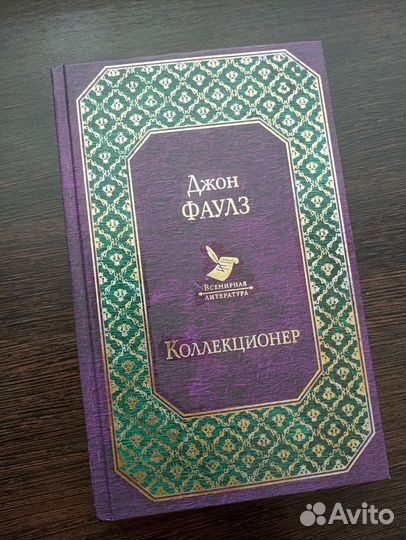 Джон
ФАУЛЗ
Всемирная
литература
Коллекционер
Avito